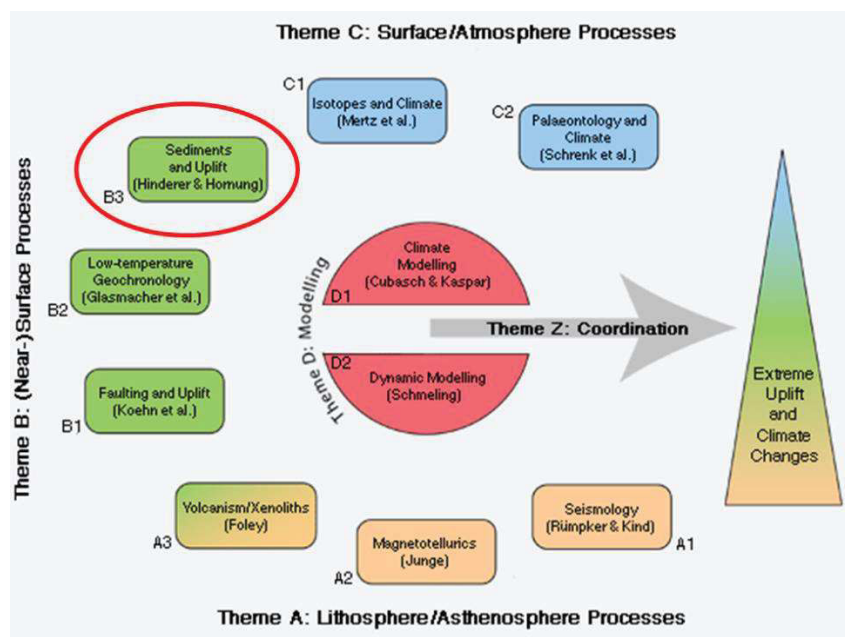 Theme C: Surface/Atmosphere Processes
C1
Isotopes and Climate
(Mertz et al.)
C2
Palaeontology and
Climate
(Schrenk et al.)
Sediments
and Uplift
(Hinderer & Hornung)
B3
Theme B: (Near-)Surface Processes
Low-temperature
Geochronology
(Glasmacher et al.)
B2
Faulting and Uplift
(Koehn et al.)
B1
Theme D: Modelling
Climate
Modelling
(Cubasch & Kaspar)
D1
Theme Z: Coordination
D2
Dynamic Modelling
(Schmeling)
Extreme
Uplift
and
Climate
Changes
Volcanism/Xenoliths
(Foley)
A3
Magnetotellurics
(Junge)
A2
Seismology
(Rümpker & Kind)
A1
Theme A: Lithosphere/Asthenosphere Processes